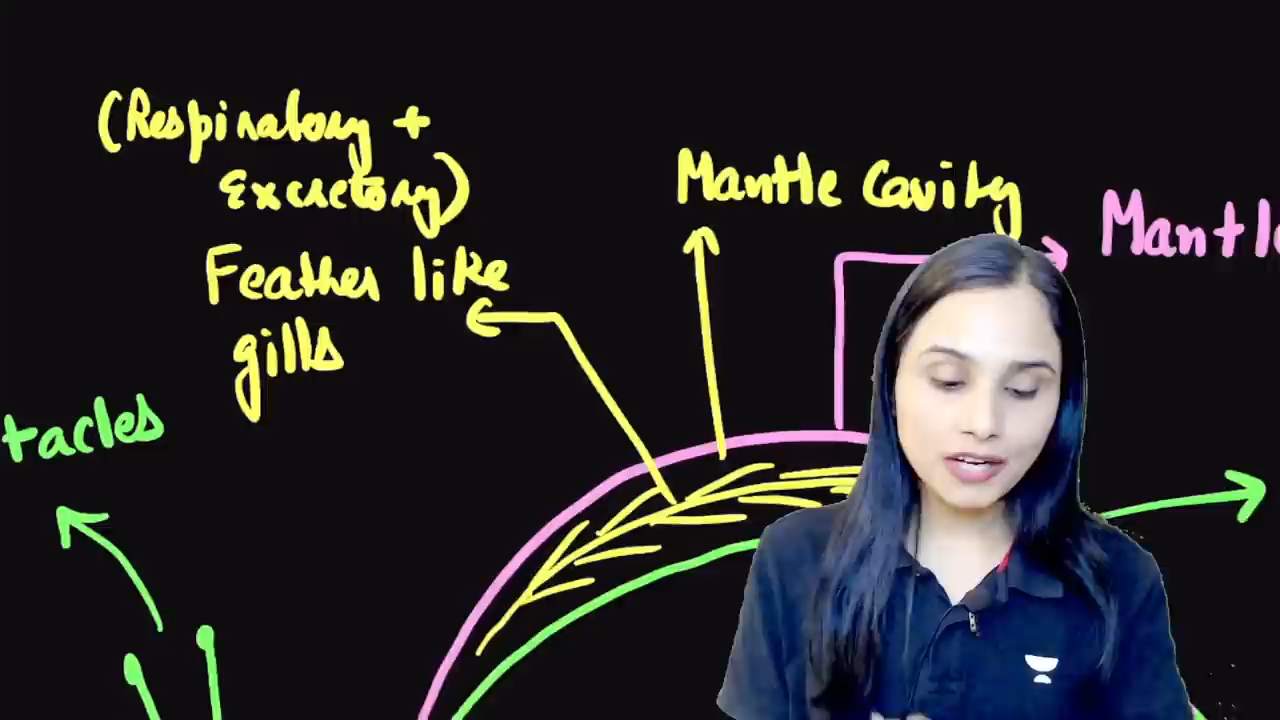 (Respiratory +
Excretory)
Feather like
gills
Mantle Cavity
Mantle
tacles